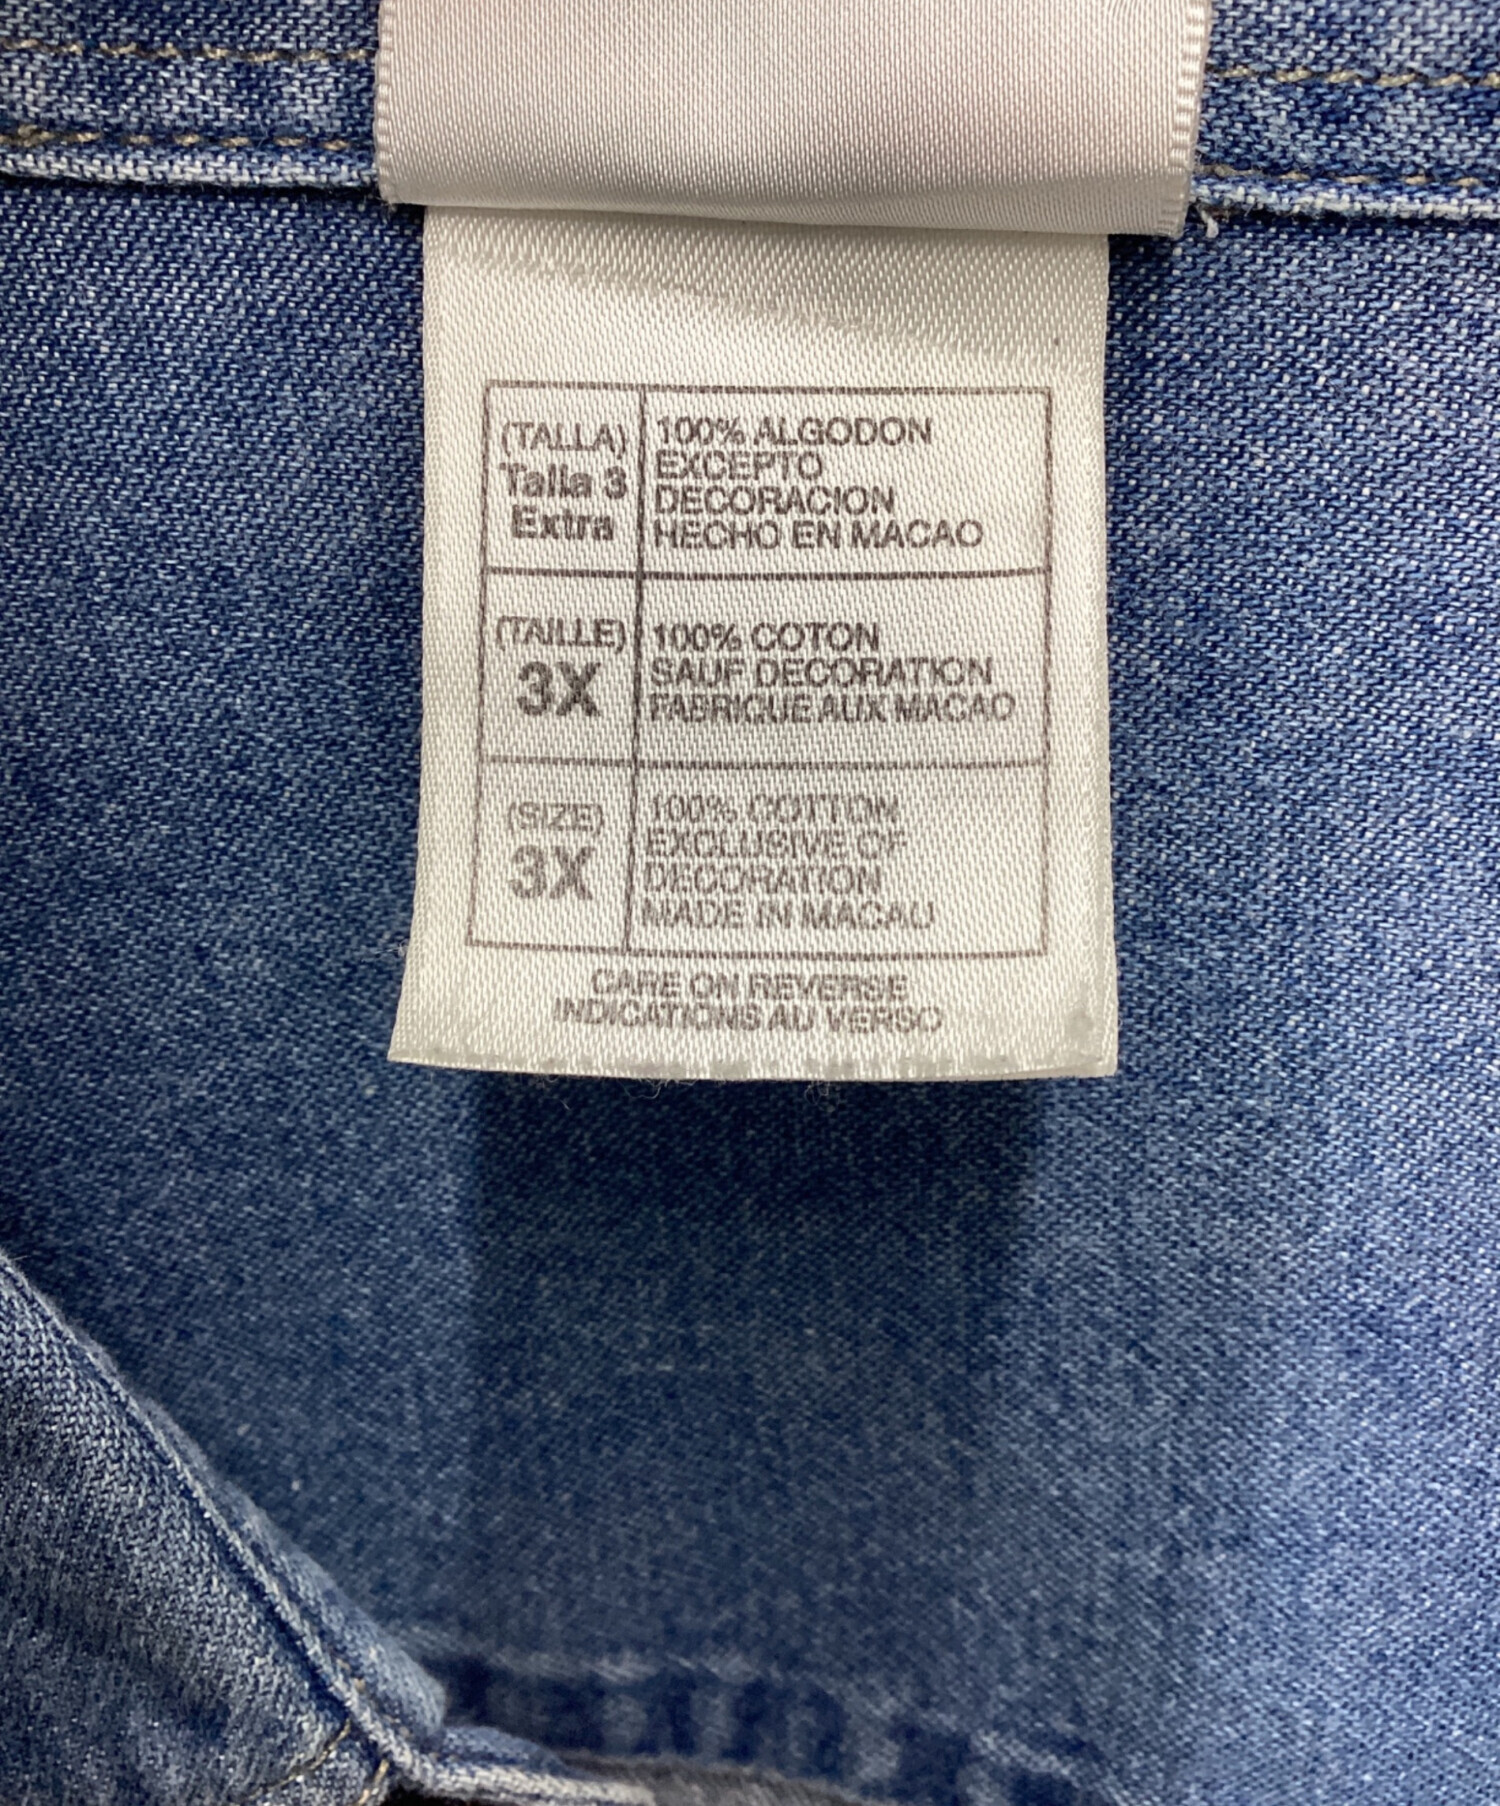 (TALLA)
Talla 3
Extra
100% ALGODON
EXCEPTO
DECORACION
HECHO EN MACAO
(TAILLE)
3X
100% COTON
SAUF DECORATION
FABRIQUE AUX MACAO
(SIZE)
3X
100% COTTON
EXCLUSIVE OF
DECORATION
MADE IN MACAU
CARE ON REVERSE
INDICATIONS AU VERSO